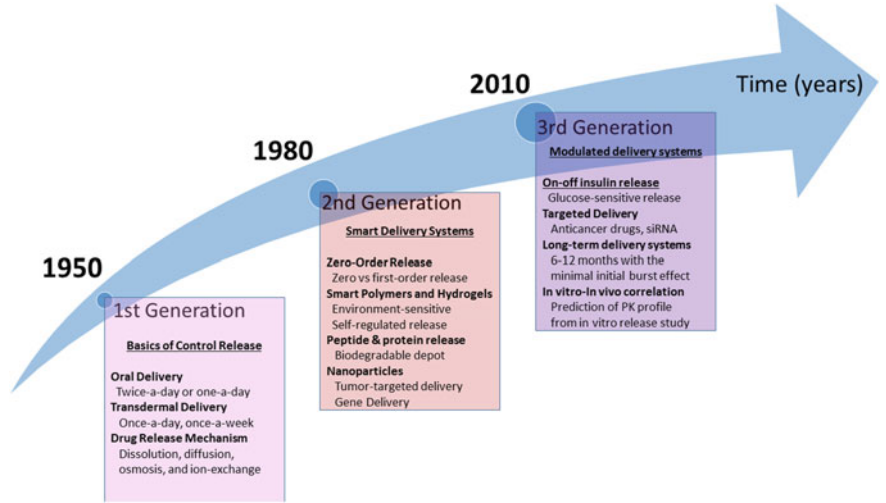 Time (years)
1950
1st Generation
Basics of Control Release
Oral Delivery
Twice-a-day or one-a-day
Transdermal Delivery
Once-a-day, once-a-week
Drug Release Mechanism
Dissolution, diffusion,
osmosis, and ion-exchange
1980
2nd Generation
Smart Delivery Systems
Zero-Order Release
Zero vs first-order release
Smart Polymers and Hydrogels
Environment-sensitive
Self-regulated release
Peptide & protein release
Biodegradable depot
Nanoparticles
Tumor-targeted delivery
Gene Delivery
2010
3rd Generation
Modulated delivery systems
On-off insulin release
Glucose-sensitive release
Targeted Delivery
Anticancer drugs, siRNA
Long-term delivery systems
6-12 months with the
minimal initial burst effect
In vitro-In vivo correlation
Prediction of PK profile
from in vitro release study